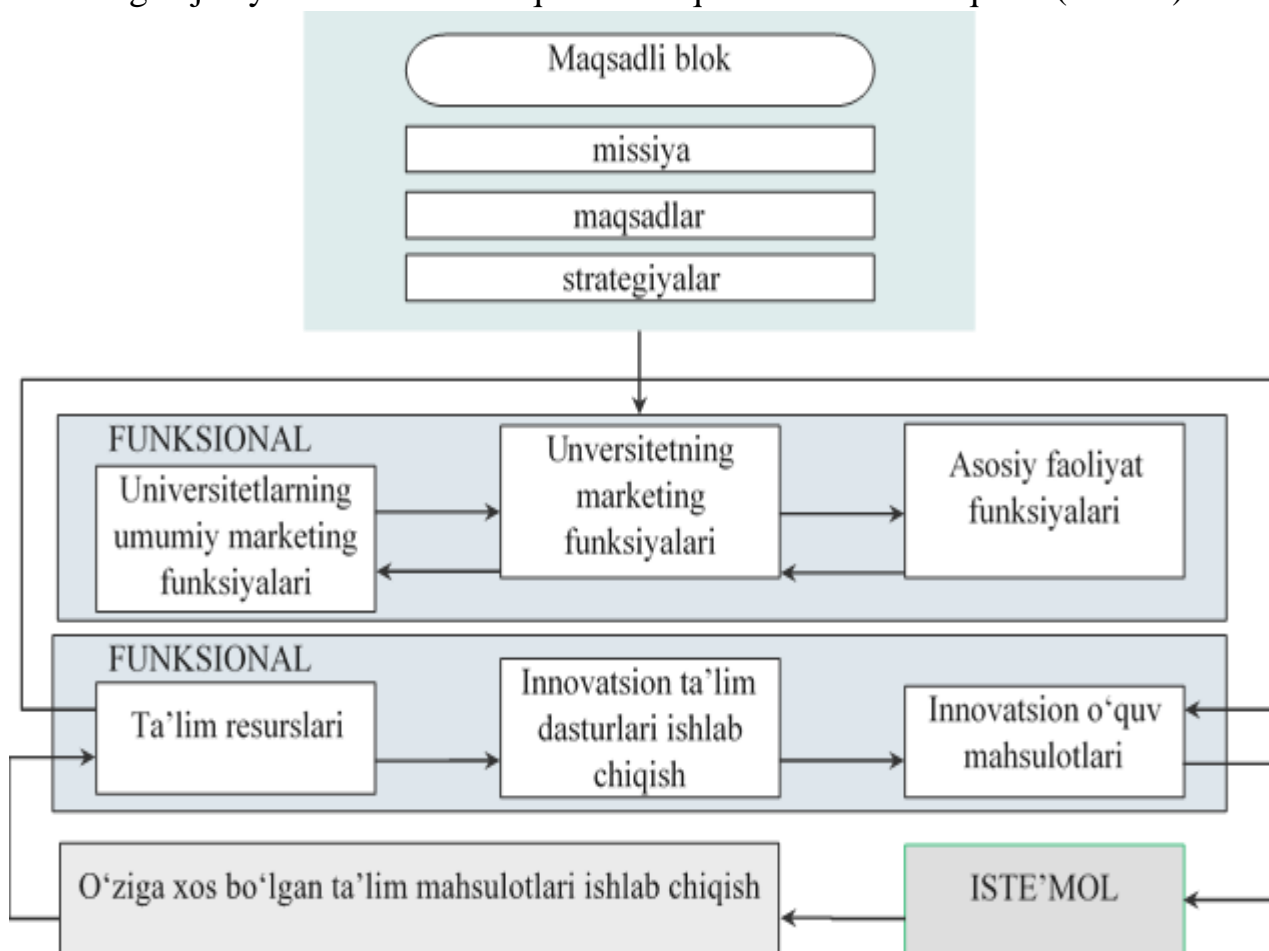 Maqsadli blok
missiya
maqsadlar
strategiyalar
FUNKSIONAL
Universitetlarning
umumiy marketing
funksiyalari
Unversitetning
marketing
funksiyalari
Asosiy faoliyat
funksiyalari
FUNKSIONAL
Ta’lim resurslari
Innovatsion ta’lim
dasturlari ishlab
chiqish
Innovatsion o‘quv
mahsulotlari
O‘ziga xos bo‘lgan ta’lim mahsulotlari ishlab chiqish
ISTE’MOL